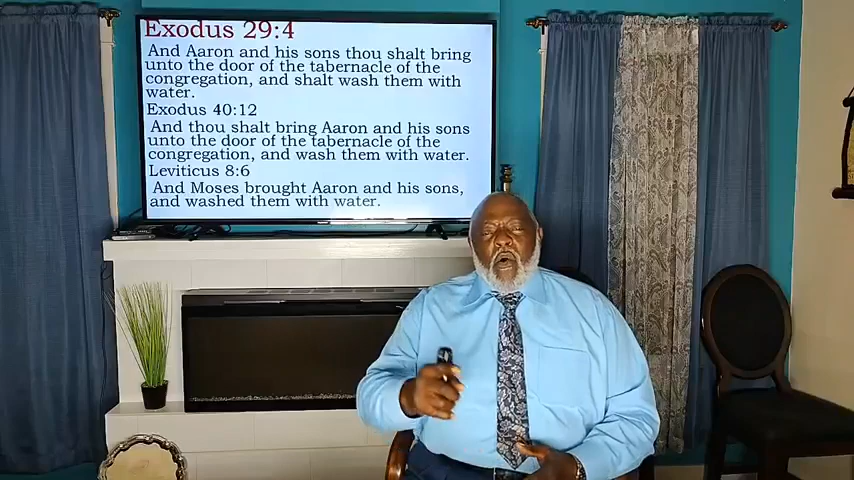 Exodus 29:4
And Aaron and his sons thou shalt bring
unto the door of the tabernacle of the
congregation, and shalt wash them with
water.
Exodus 40:12
And thou shalt bring Aaron and his sons
unto the door of the tabernacle of the
congregation, and wash them with water.
Leviticus 8:6
And Moses brought Aaron and his sons,
and washed them with water.